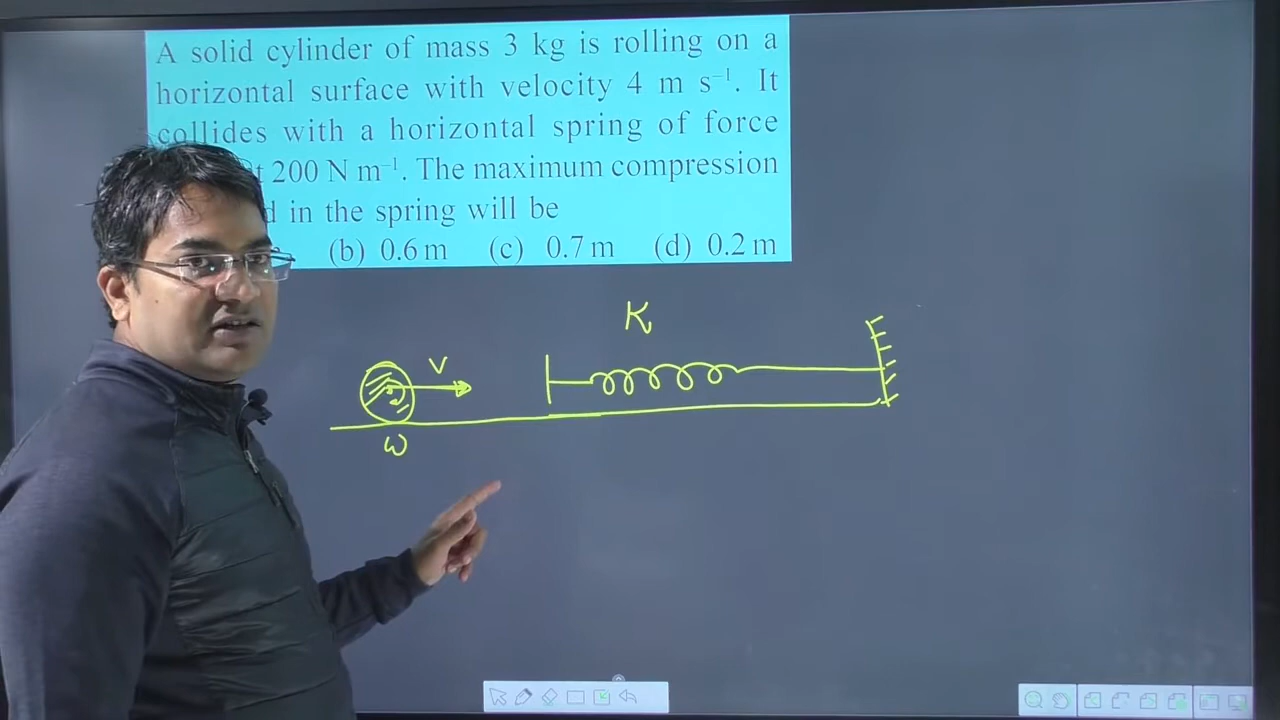 A solid cylinder of mass 3 kg is rolling on a
horizontal surface with velocity 4 m s⁻¹. It
collides with a horizontal spring of force
200 N m⁻¹. The maximum compression
in the spring will be
(b) 0.6 m (c) 0.7 m (d) 0.2 m
K
V
ω